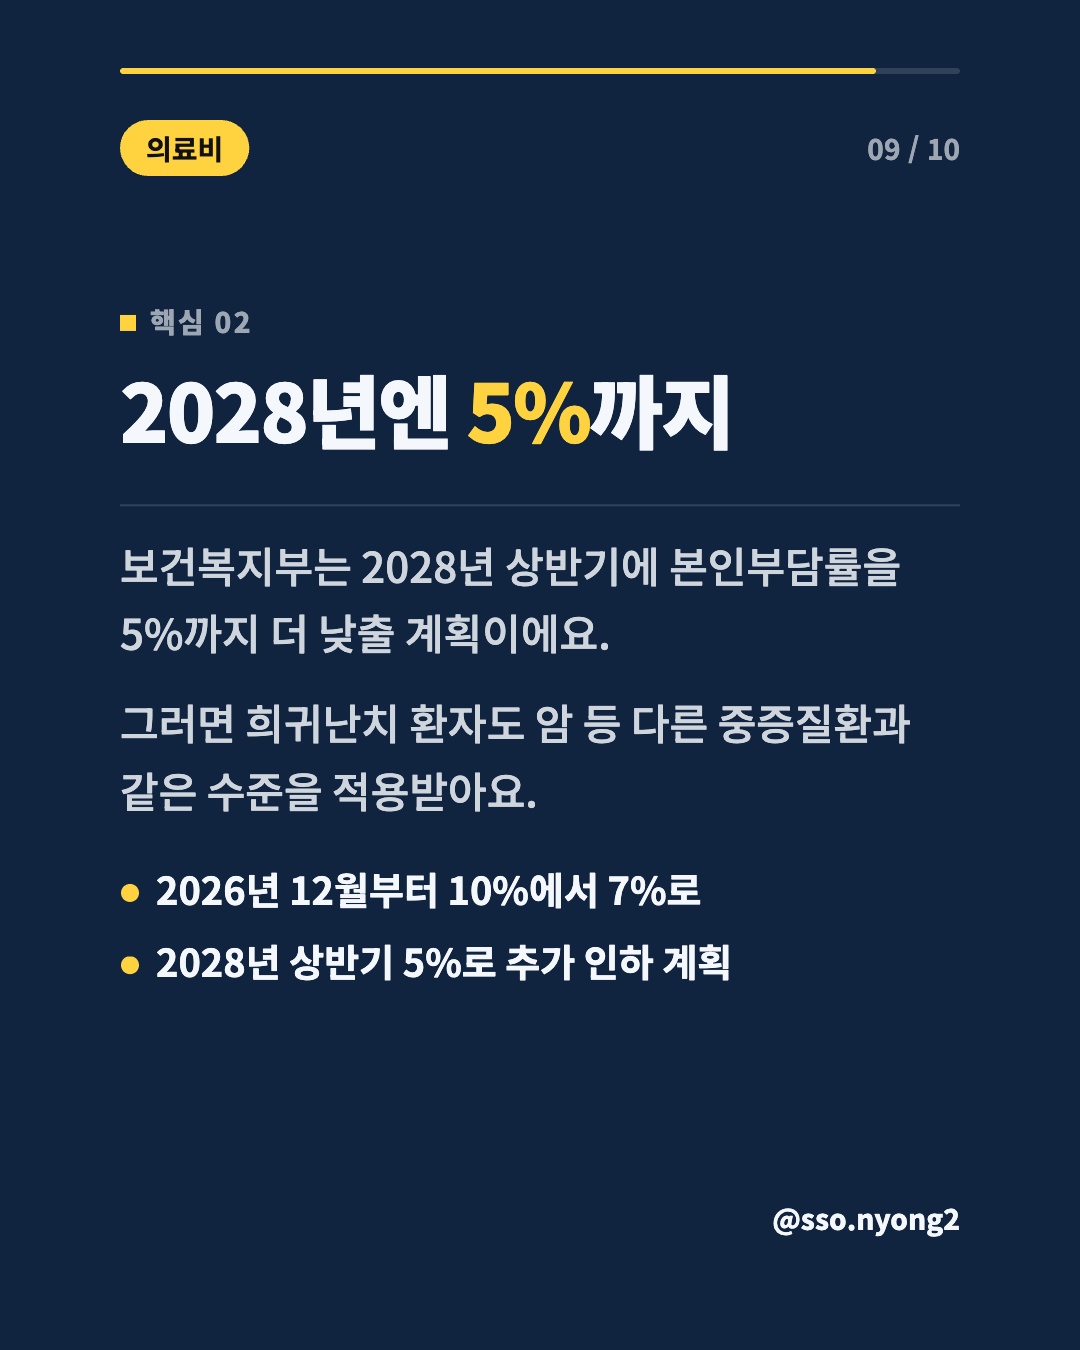 의료비
09 / 10
핵심 02
2028년엔 5%까지
보건복지부는 2028년 상반기에 본인부담률을
5%까지 더 낮출 계획이에요.
그러면 희귀난치 환자도 암 등 다른 중증질환과
같은 수준을 적용받아요.
2026년 12월부터 10%에서 7%로
2028년 상반기 5%로 추가 인하 계획
@sso.nyong2